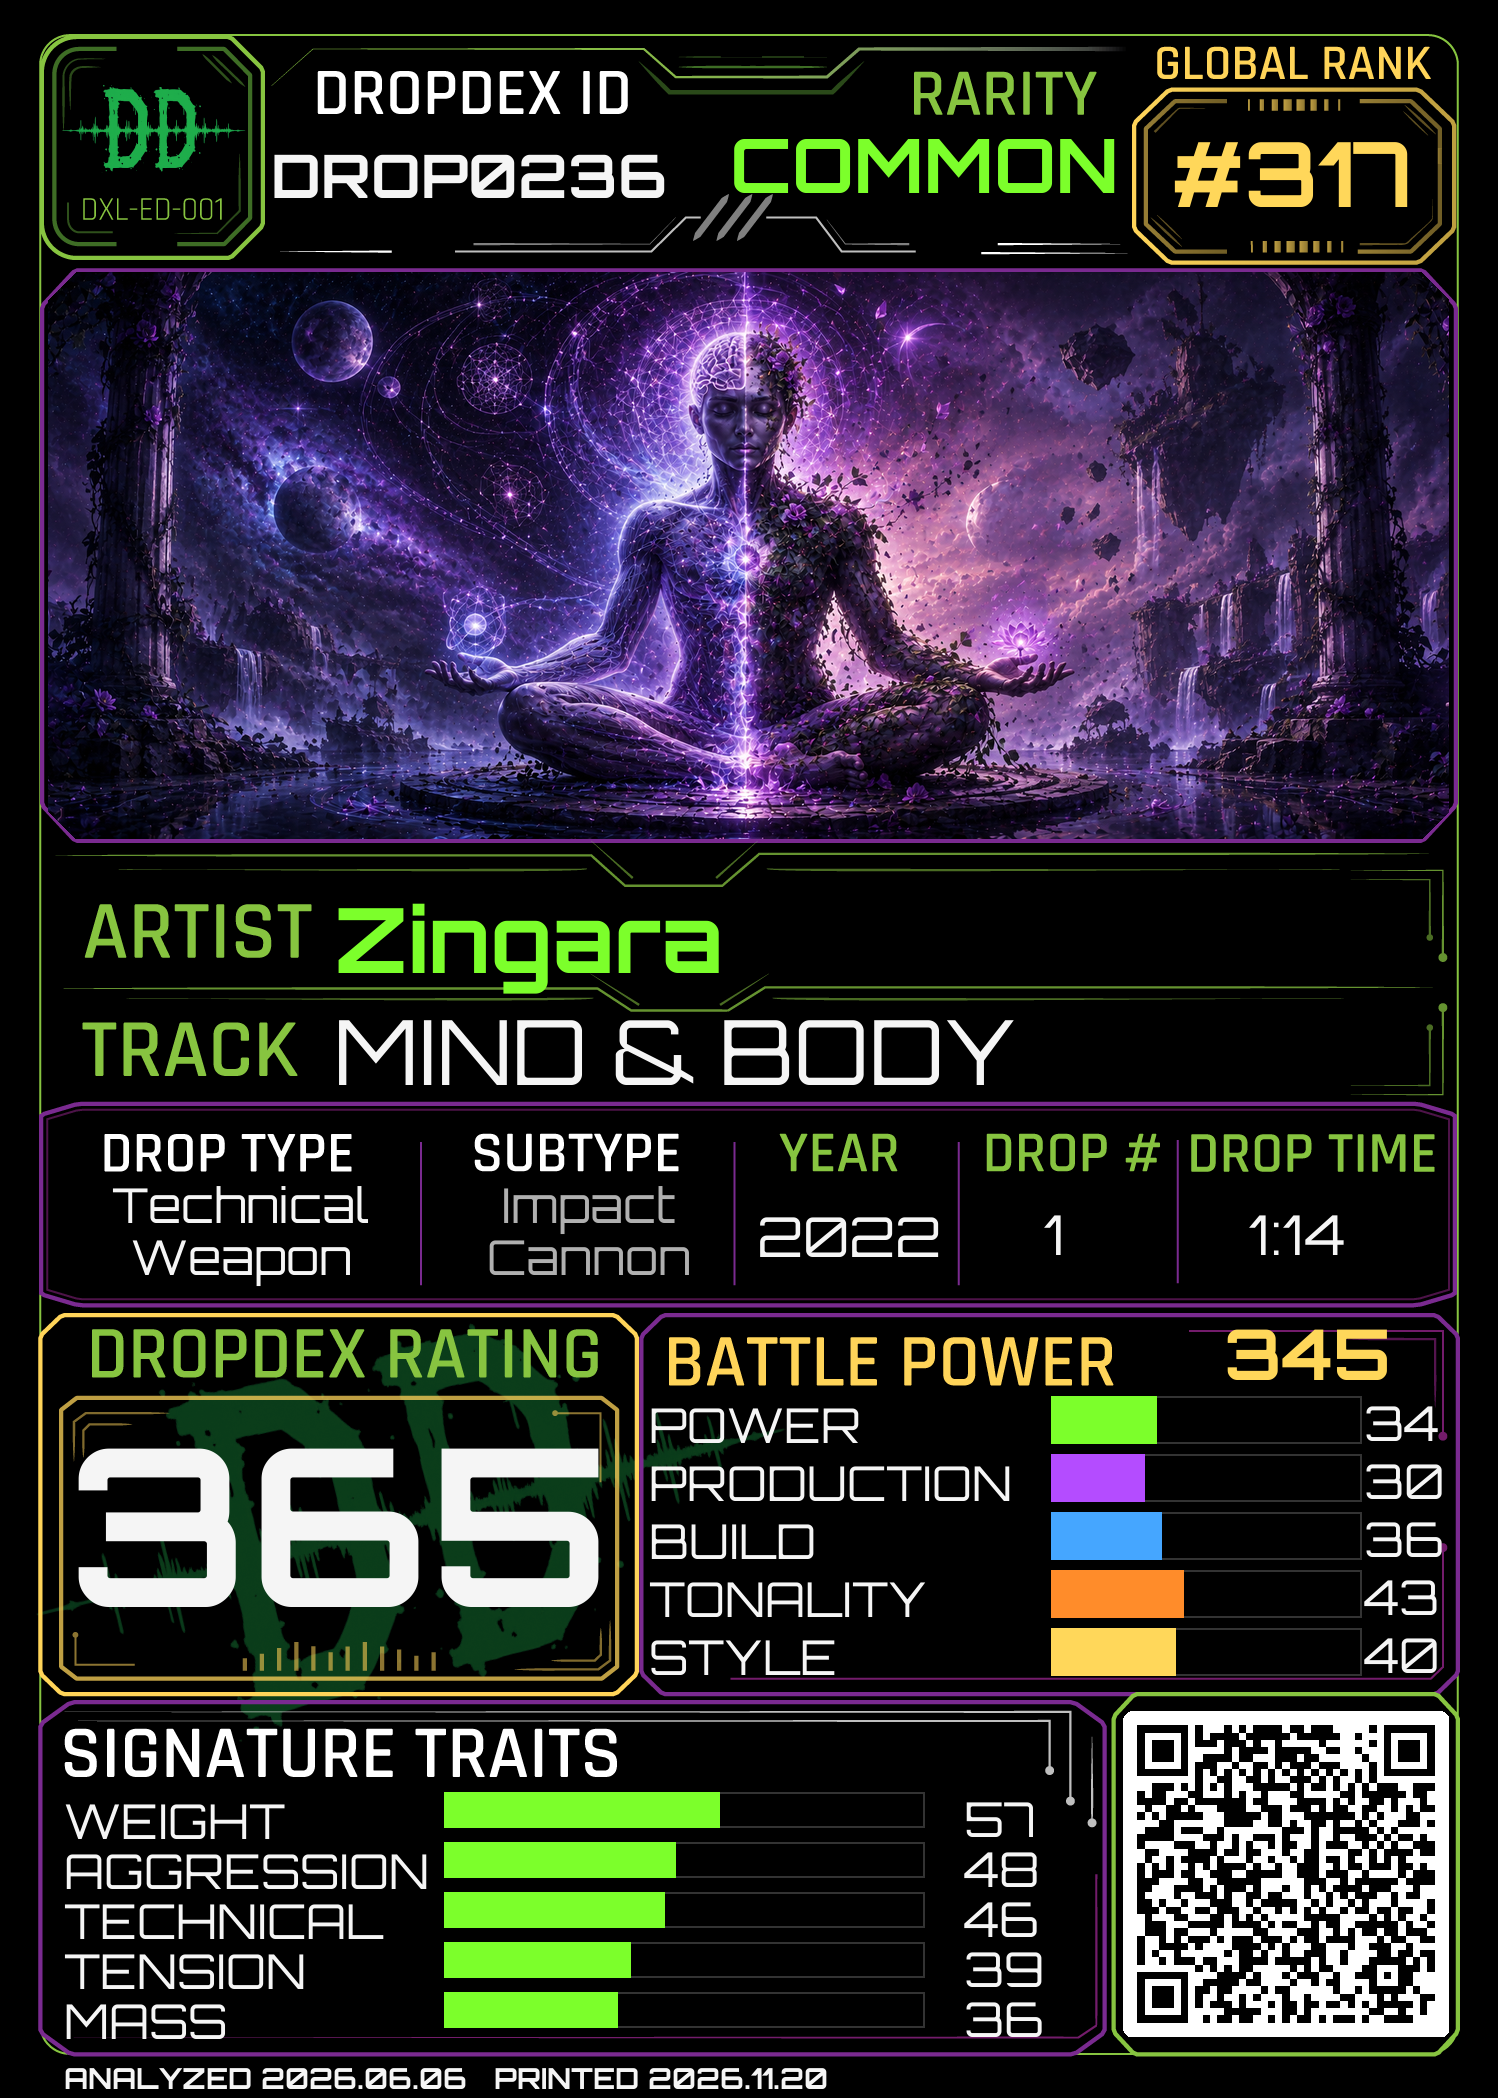 DD
DXL-ED-001
DROPDEX ID
DROP0236
RARITY
COMMON
GLOBAL RANK
#317
ARTIST Zingara
TRACK MIND & BODY
DROP TYPE
Technical
Weapon
SUBTYPE
Impact
Cannon
YEAR
2022
DROP #
1
DROP TIME
1:14
DROPDEX RATING
365
BATTLE POWER 345
POWER 34
PRODUCTION 30
BUILD 36
TONALITY 43
STYLE 40
SIGNATURE TRAITS
WEIGHT 57
AGGRESSION 48
TECHNICAL 46
TENSION 39
MASS 36
ANALYZED 2026.06.06 PRINTED 2026.11.20